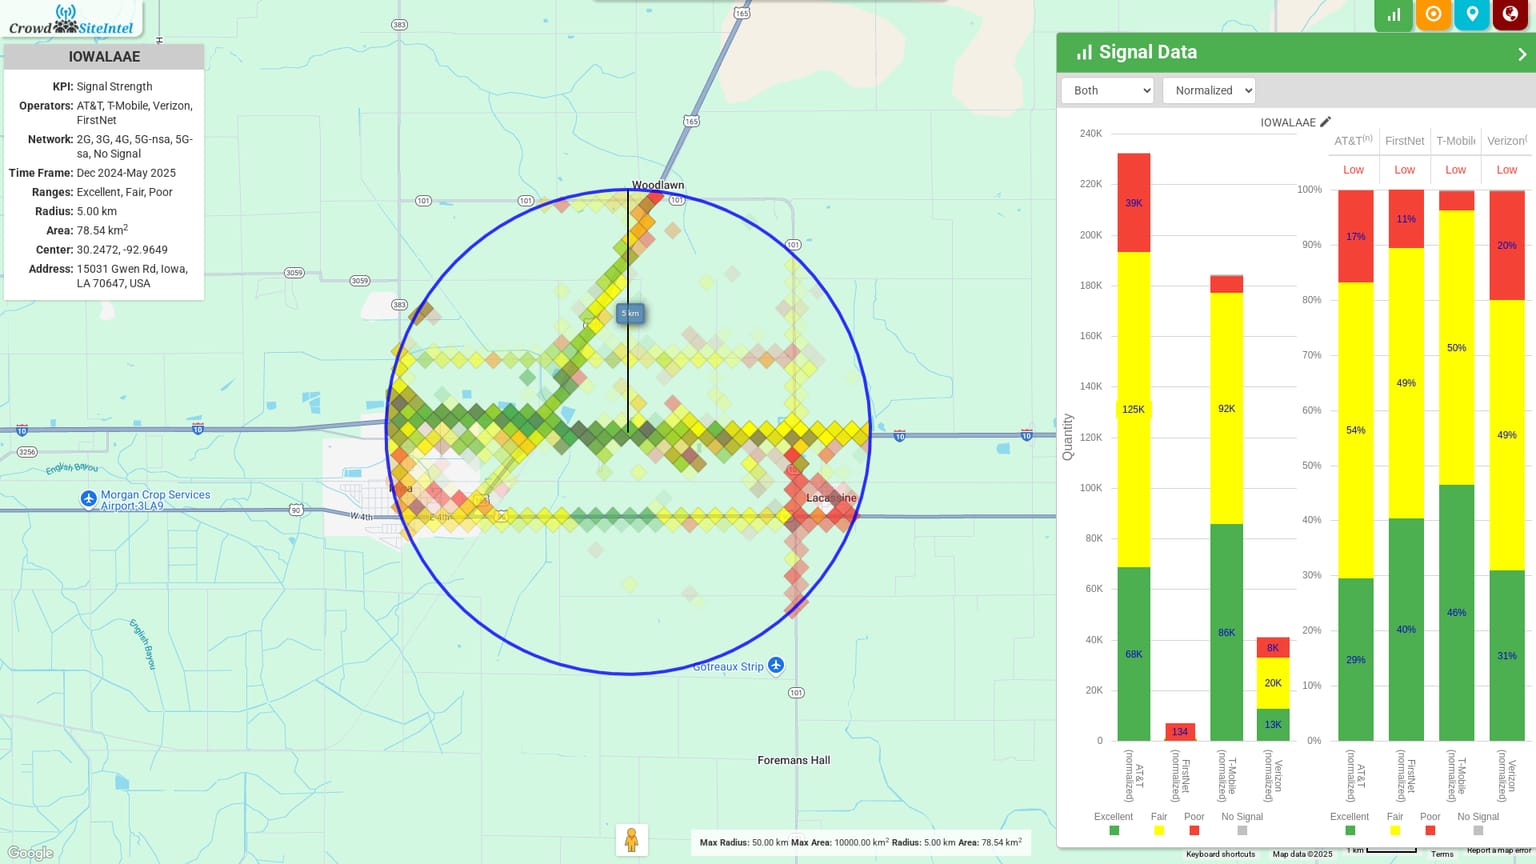 Crowd SiteIntel
IOWALAAE
KPI: Signal Strength
Operators: AT&T, T-Mobile, Verizon,
FirstNet
Network: 2G, 3G, 4G, 5G-nsa, 5G-
sa, No Signal
Time Frame: Dec 2024-May 2025
Ranges: Excellent, Fair, Poor
Radius: 5.00 km
Area: 78.54 km²
Center: 30.2472, -92.9649
Address: 15031 Gwen Rd, Iowa,
LA 70647, USA
383
165
165
Woodlawn
101
101
101
101
3059
3059
383
5 km
10
10
10
10
3256
English Bayou
Morgan Crop Services
Airport-3LA9
90
W 4th
E 4th
90
Lacassine
English Bayou
Gotreaux Strip
101
Foremans Hall
Google
Max Radius: 50.00 km Max Area: 10000.00 km² Radius: 5.00 km Area: 78.54 km²
Signal Data
Both
Normalized
IOWALAAE
Quantity
240K
220K
200K
180K
160K
140K
120K
100K
80K
60K
40K
20K
0
39K
125K
68K
134
92K
86K
8K
20K
13K
AT&T (normalized)
FirstNet (normalized)
T-Mobile (normalized)
Verizon (normalized)
Excellent Fair Poor No Signal
AT&T(n) FirstNet T-Mobile Verizon(
Low Low Low Low
100%
90%
80%
70%
60%
50%
40%
30%
20%
10%
0%
17%
54%
29%
11%
49%
40%
50%
46%
20%
49%
31%
AT&T (normalized)
FirstNet (normalized)
T-Mobile (normalized)
Verizon (normalized)
Excellent Fair Poor No Signal
Keyboard shortcuts Map data ©2025 1 km Terms Report a map error